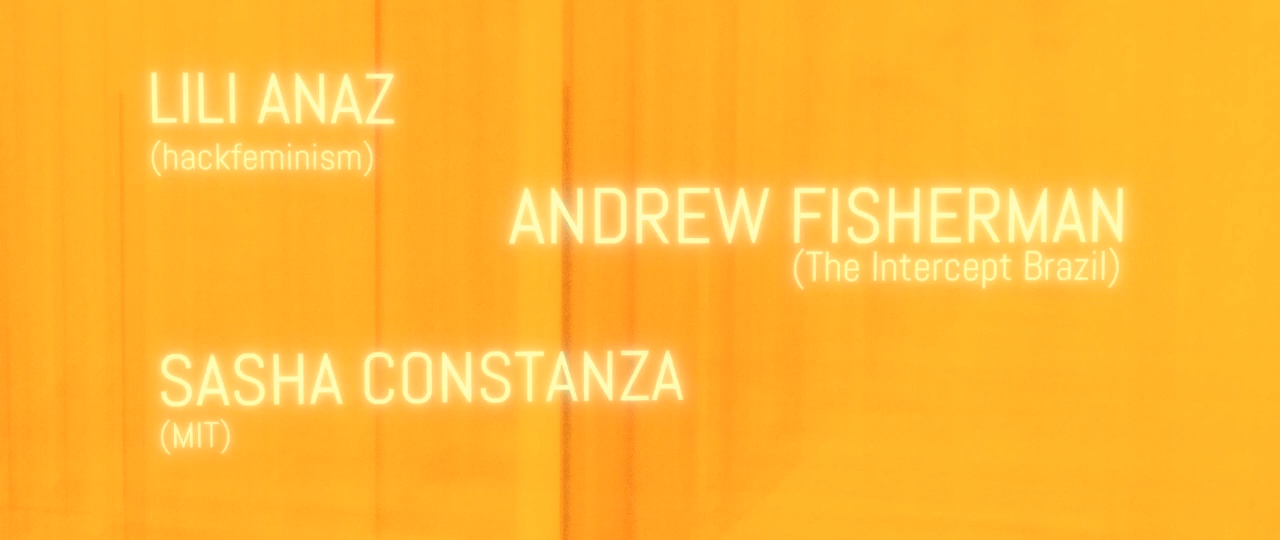 LILI ANAZ
(hackfeminism)
ANDREW FISHERMAN
(The Intercept Brazil)
SASHA CONSTANZA
(MIT)